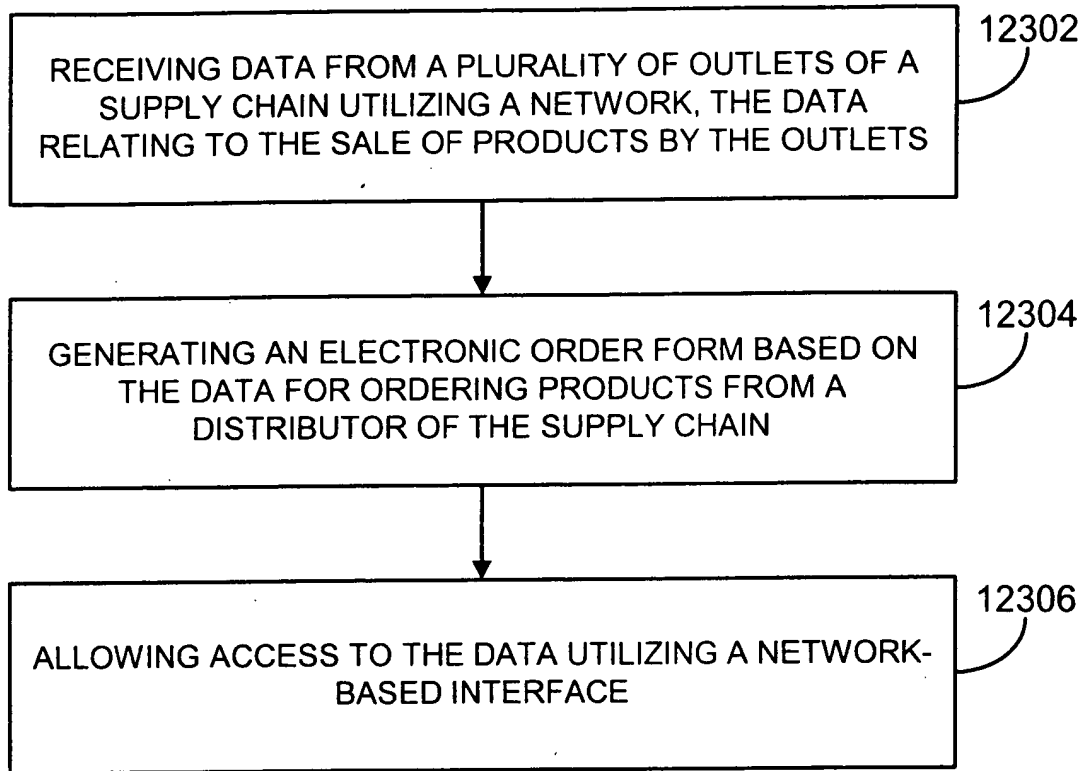 12302
RECEIVING DATA FROM A PLURALITY OF OUTLETS OF A
SUPPLY CHAIN UTILIZING A NETWORK, THE DATA
RELATING TO THE SALE OF PRODUCTS BY THE OUTLETS
12304
GENERATING AN ELECTRONIC ORDER FORM BASED ON
THE DATA FOR ORDERING PRODUCTS FROM A
DISTRIBUTOR OF THE SUPPLY CHAIN
12306
ALLOWING ACCESS TO THE DATA UTILIZING A NETWORK-
BASED INTERFACE